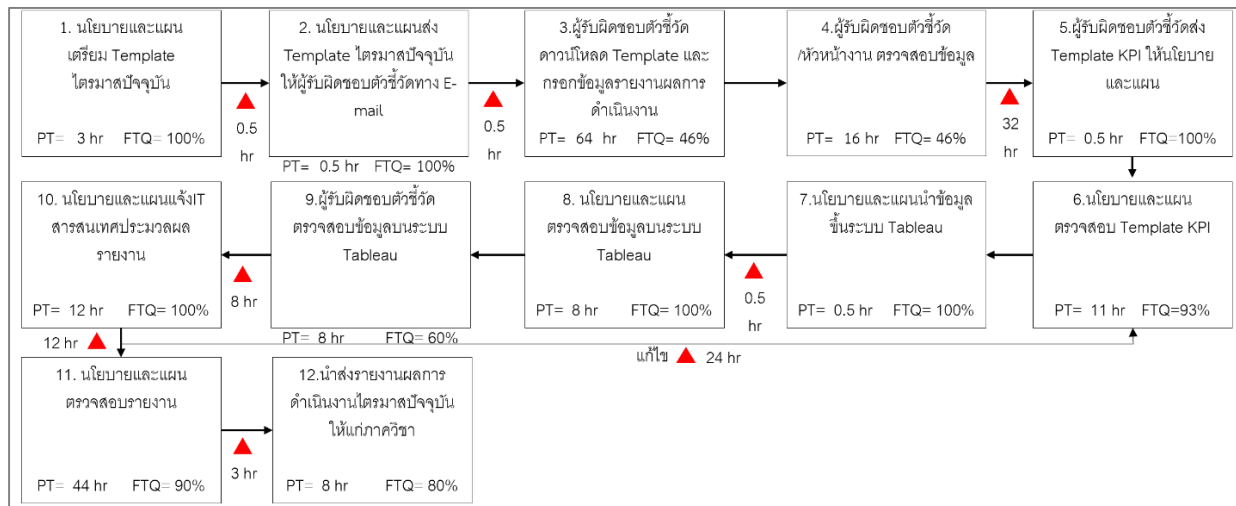 1. นโยบายและแผน
เตรียม Template
ไตรมาสปัจจุบัน
PT= 3 hr FTQ= 100%
0.5
hr
2. นโยบายและแผนส่ง
Template ไตรมาสปัจจุบัน
ให้ผู้รับผิดชอบตัวชี้วัดทาง E-
mail
PT= 0.5 hr FTQ= 100%
0.5
hr
3.ผู้รับผิดชอบตัวชี้วัด
ดาวน์โหลด Template และ
กรอกข้อมูลรายงานผลการ
ดำเนินงาน
PT= 64 hr FTQ= 46%
4.ผู้รับผิดชอบตัวชี้วัด
/หัวหน้างาน ตรวจสอบข้อมูล
PT= 16 hr FTQ= 46%
32
hr
5.ผู้รับผิดชอบตัวชี้วัดส่ง
Template KPI ให้นโยบาย
และแผน
PT= 0.5 hr FTQ=100%
10. นโยบายและแผนแจ้งIT
สารสนเทศประมวลผล
รายงาน
PT= 12 hr FTQ= 100%
8 hr
9.ผู้รับผิดชอบตัวชี้วัด
ตรวจสอบข้อมูลบนระบบ
Tableau
PT= 8 hr FTQ= 60%
8. นโยบายและแผน
ตรวจสอบข้อมูลบนระบบ
Tableau
PT= 8 hr FTQ= 100%
0.5
hr
7.นโยบายและแผนนำข้อมูล
ขึ้นระบบ Tableau
PT= 0.5 hr FTQ= 100%
6.นโยบายและแผน
ตรวจสอบ Template KPI
PT= 11 hr FTQ=93%
12 hr
แก้ไข 24 hr
11. นโยบายและแผน
ตรวจสอบรายงาน
PT= 44 hr FTQ= 90%
3 hr
12.นำส่งรายงานผลการ
ดำเนินงานไตรมาสปัจจุบัน
ให้แก่ภาควิชา
PT= 8 hr FTQ= 80%